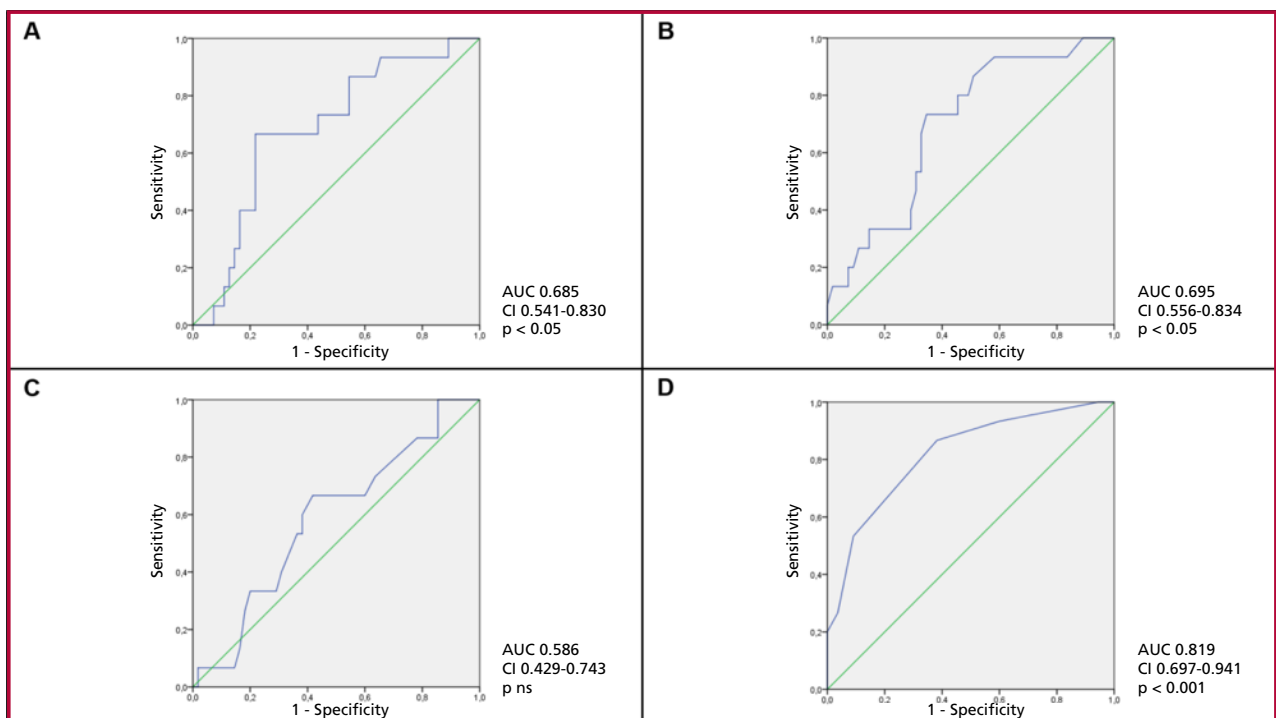 A
1,0
0,8
0,6
0,4
0,2
0,0
Sensitivity
0,0 0,2 0,4 0,6 0,8 1,0
1 - Specificity
AUC 0.685
CI 0.541-0.830
p < 0.05
B
1,0
0,8
0,6
0,4
0,2
0,0
Sensitivity
0,0 0,2 0,4 0,6 0,8 1,0
1 - Specificity
AUC 0.695
CI 0.556-0.834
p < 0.05
C
1,0
0,8
0,6
0,4
0,2
0,0
Sensitivity
0,0 0,2 0,4 0,6 0,8 1,0
1 - Specificity
AUC 0.586
CI 0.429-0.743
p ns
D
1,0
0,8
0,6
0,4
0,2
0,0
Sensitivity
0,0 0,2 0,4 0,6 0,8 1,0
1 - Specificity
AUC 0.819
CI 0.697-0.941
p < 0.001